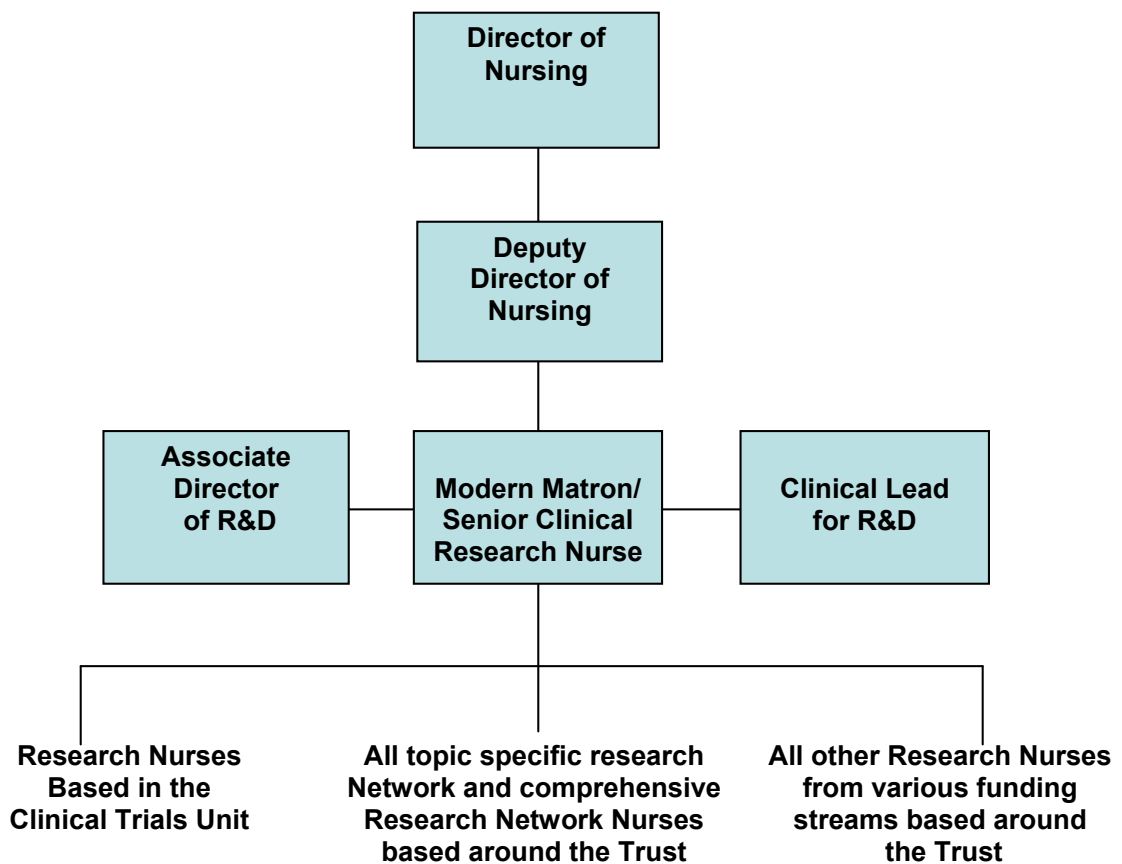 Director of
Nursing
Deputy
Director of
Nursing
Associate
Director
of R&D
Modern Matron/
Senior Clinical
Research Nurse
Clinical Lead
for R&D
Research Nurses
Based in the
Clinical Trials Unit
All topic specific research
Network and comprehensive
Research Network Nurses
based around the Trust
All other Research Nurses
from various funding
streams based around
the Trust